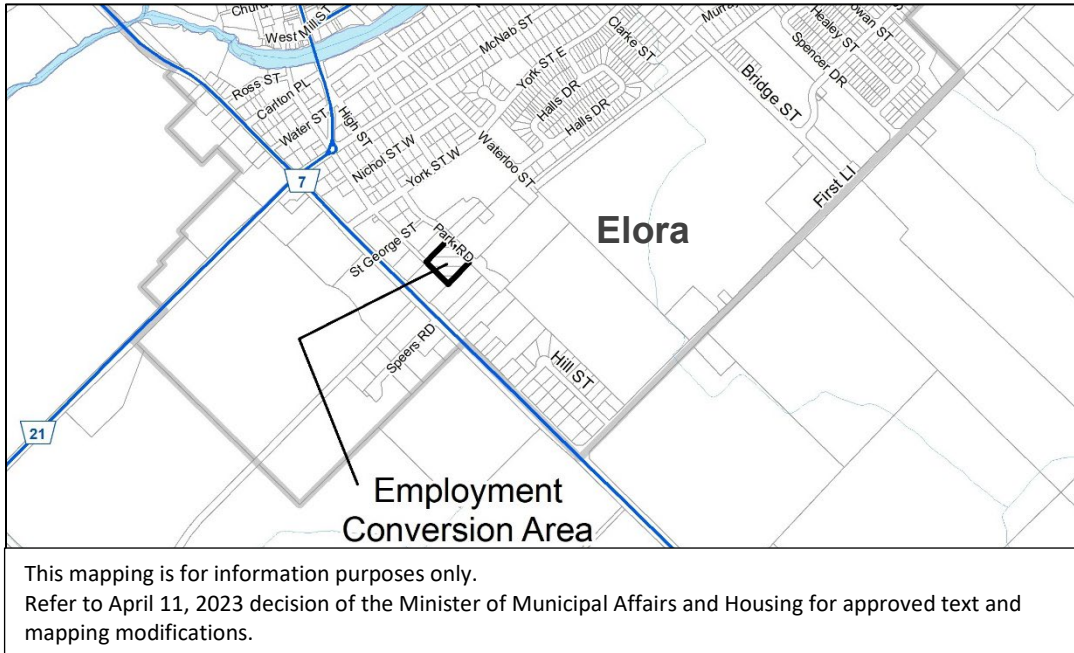 Church
West Mill ST
Ross ST
Carlton PL
Water ST
High ST
McNab ST
Clarke ST
Murray
Healey ST
owan ST
Spencer DR
Bridge ST
York ST E
Halls DR
Halls DR
Nichol ST W
York ST W
Waterloo ST
First LI
7
St George ST
Park RD
Elora
Speers RD
Hill ST
21
Employment
Conversion Area
This mapping is for information purposes only.
Refer to April 11, 2023 decision of the Minister of Municipal Affairs and Housing for approved text and
mapping modifications.